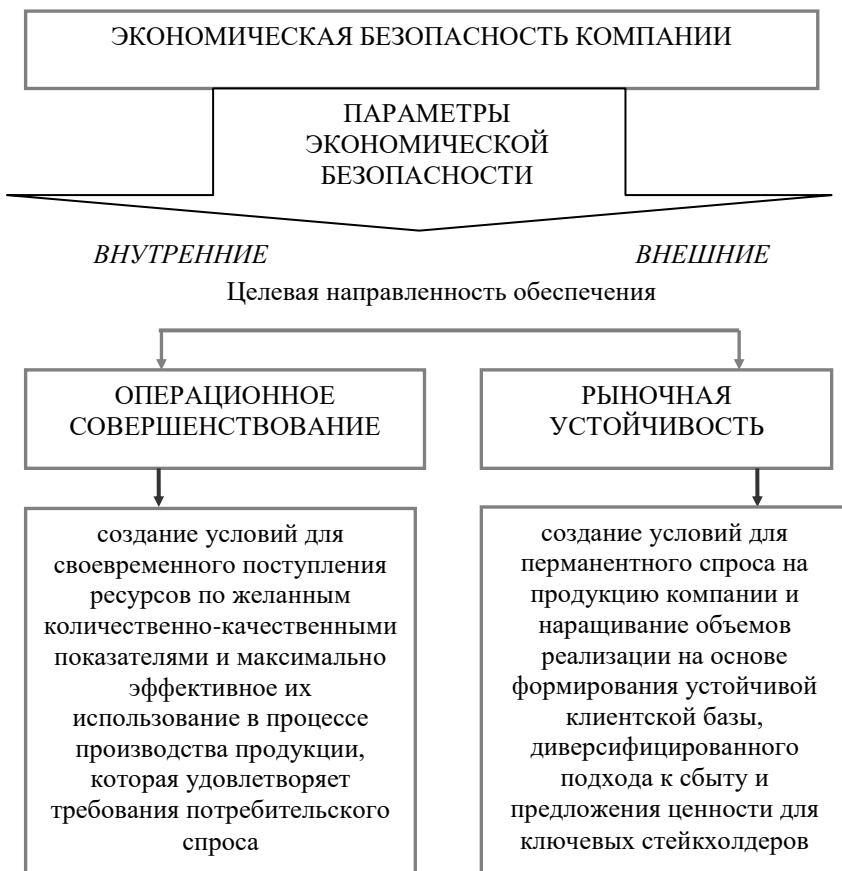 ЭКОНОМИЧЕСКАЯ БЕЗОПАСНОСТЬ КОМПАНИИ
ПАРАМЕТРЫ
ЭКОНОМИЧЕСКОЙ
БЕЗОПАСНОСТИ
ВНУТРЕННИЕ
ВНЕШНИЕ
Целевая направленность обеспечения
ОПЕРАЦИОННОЕ
СОВЕРШЕНСТВОВАНИЕ
РЫНОЧНАЯ
УСТОЙЧИВОСТЬ
создание условий для
своевременного поступления
ресурсов по желанным
количественно-качественными
показателями и максимально
эффективное их
использование в процессе
производства продукции,
которая удовлетворяет
требования потребительского
спроса
создание условий для
перманентного спроса на
продукцию компании и
наращивание объемов
реализации на основе
формирования устойчивой
клиентской базы,
диверсифицированного
подхода к сбыту и
предложения ценности для
ключевых стейкхолдеров